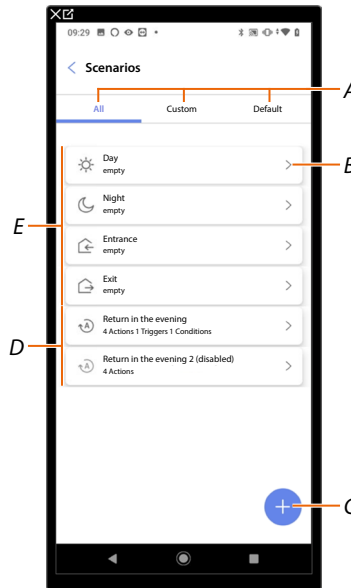 09:29
Scenarios
A
All Custom Default
Day
empty
B
Night
empty
E
Entrance
empty
Exit
empty
Return in the evening
4 Actions 1 Triggers 1 Conditions
D
Return in the evening 2 (disabled)
4 Actions
C